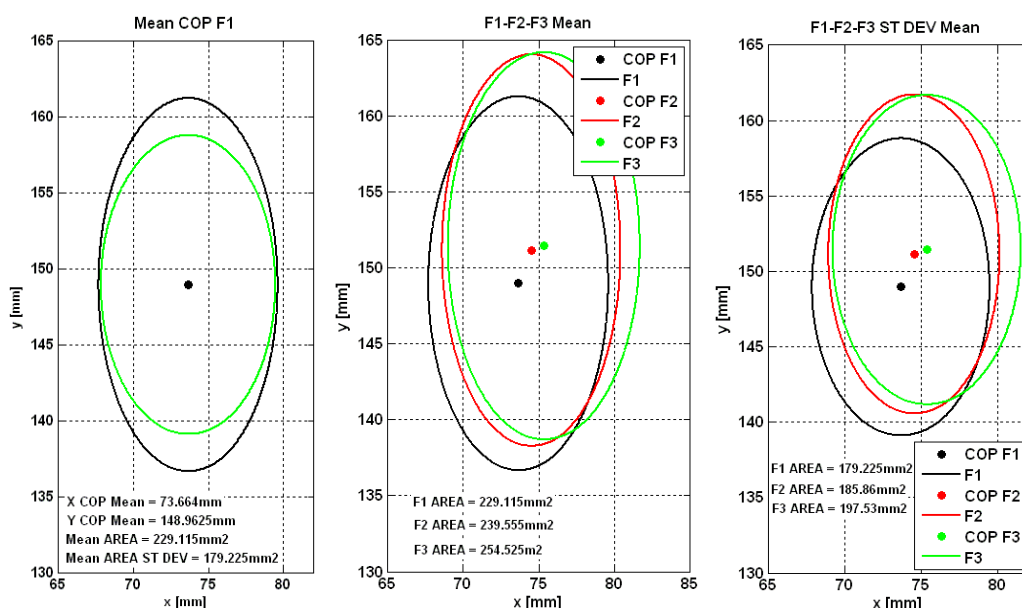 Mean COP F1
165
160
155
150
145
140
135
130
65
70
75
80
y [mm]
x [mm]
X COP Mean = 73.664mm
Y COP Mean = 148.9625mm
Mean AREA = 229.115mm2
Mean AREA ST DEV = 179.225mm2
F1-F2-F3 Mean
165
160
155
150
145
140
135
130
65
70
75
80
85
y [mm]
x [mm]
COP F1
F1
COP F2
F2
COP F3
F3
F1 AREA = 229.115mm2
F2 AREA = 239.555mm2
F3 AREA = 254.525m2
F1-F2-F3 ST DEV Mean
165
160
155
150
145
140
135
130
65
70
75
80
y [mm]
x [mm]
F1 AREA = 179.225mm2
F2 AREA = 185.86mm2
F3 AREA = 197.53mm2
COP F1
F1
COP F2
F2
COP F3
F3